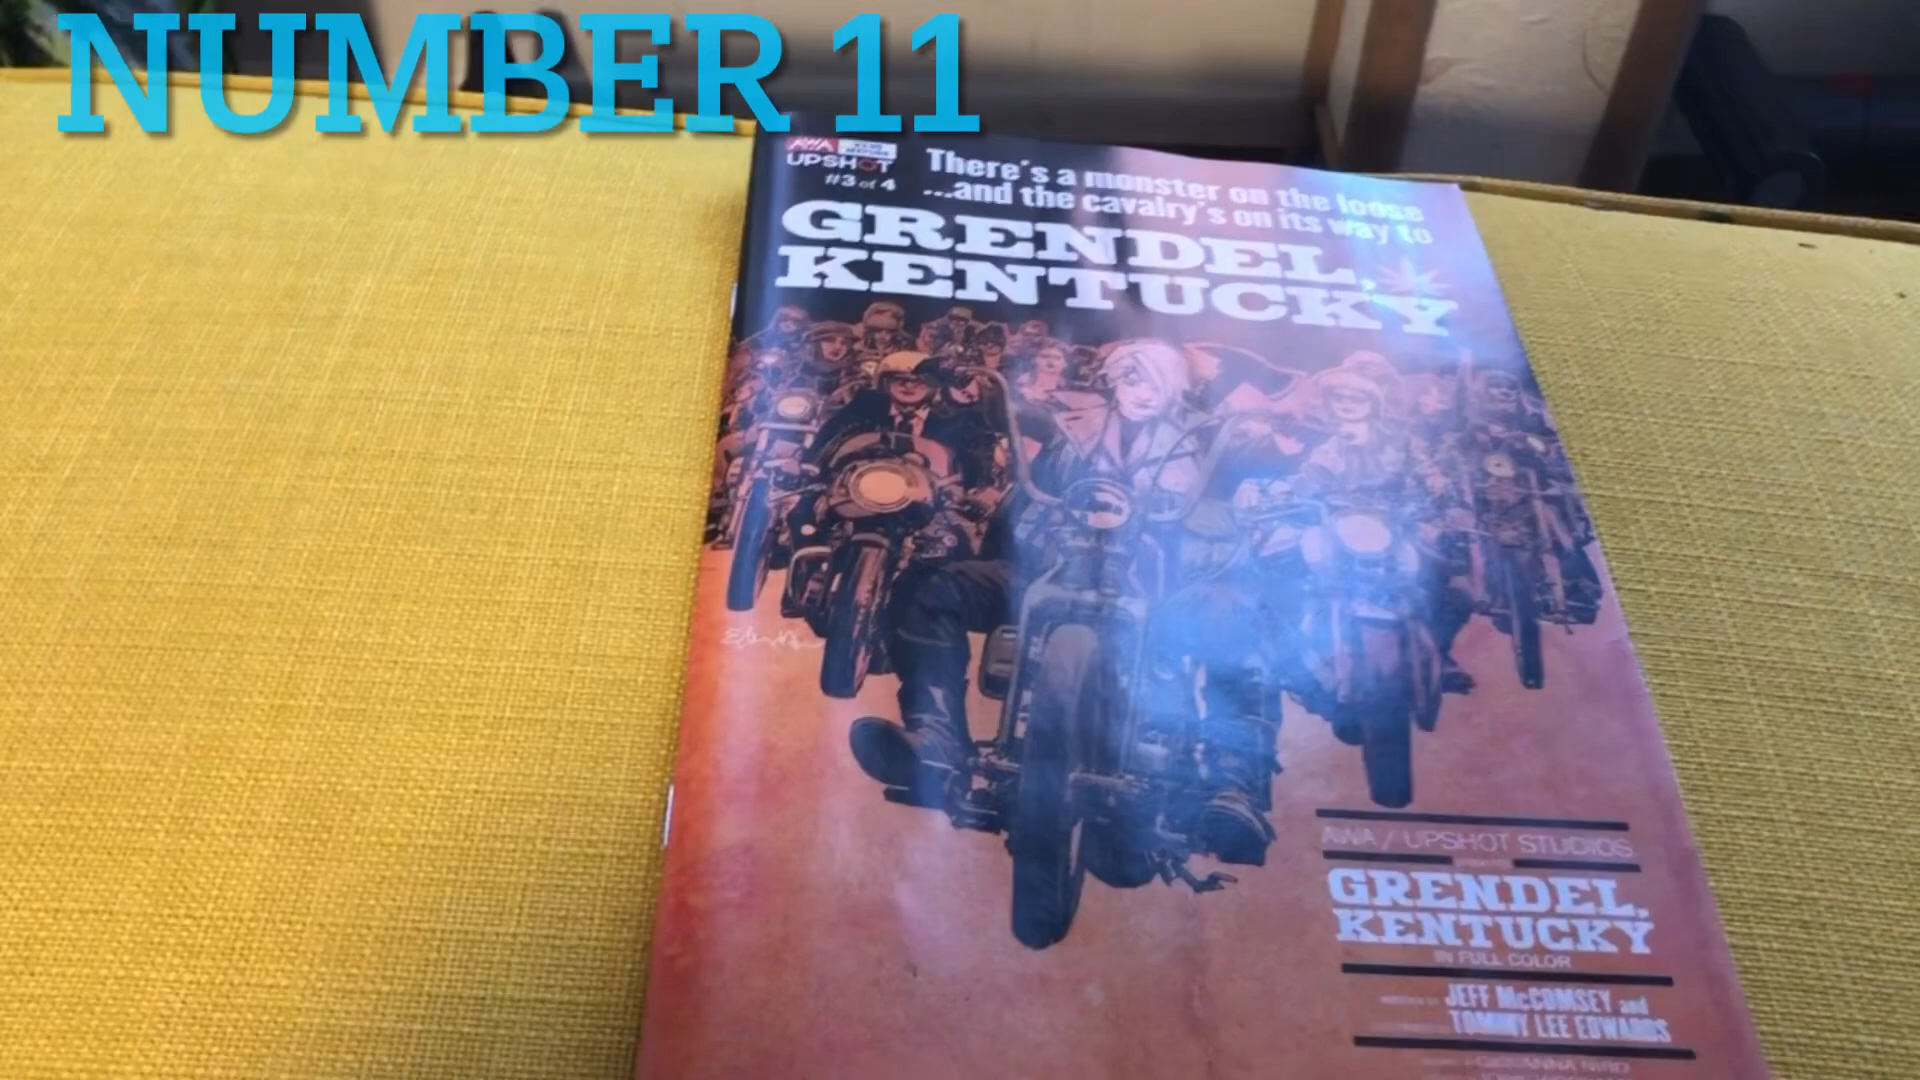 NUMBER 11
AWA
UPSHOT
#3 of 4
There's a monster on the loose
...and the cavalry's on its way to
GRENDEL,
KENTUCKY
AWA / UPSHOT STUDIOS
GRENDEL,
KENTUCKY
IN FULL COLOR
JEFF McCOMSEY and
TOMMY LEE EDWARDS